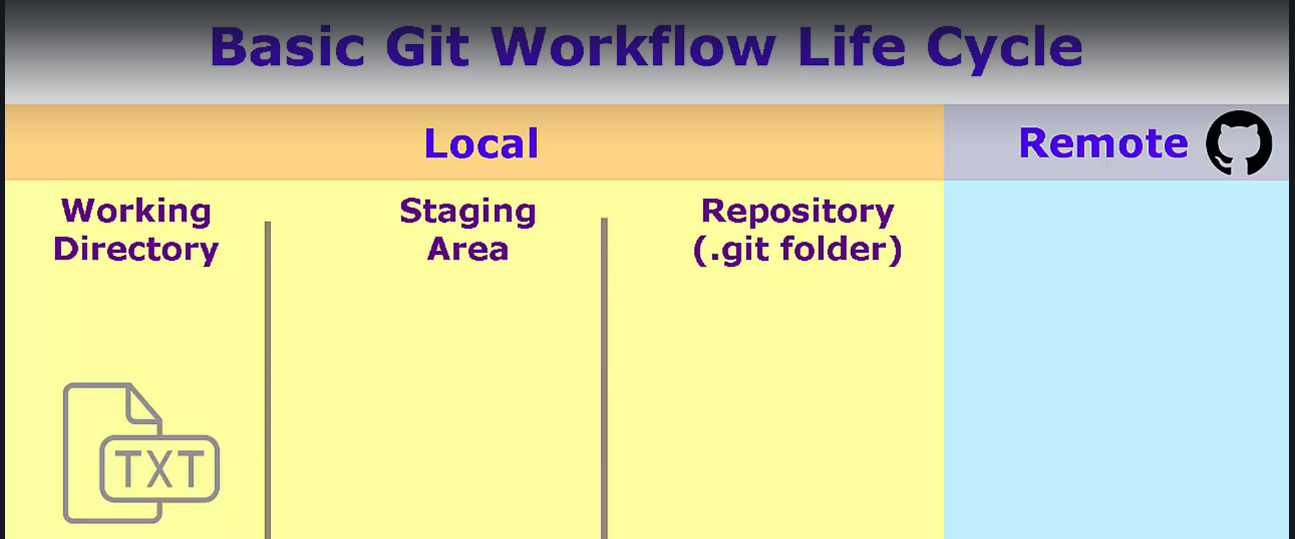 Basic Git Workflow Life Cycle
Local
Remote
Working
Directory
Staging
Area
Repository
(.git folder)
TXT